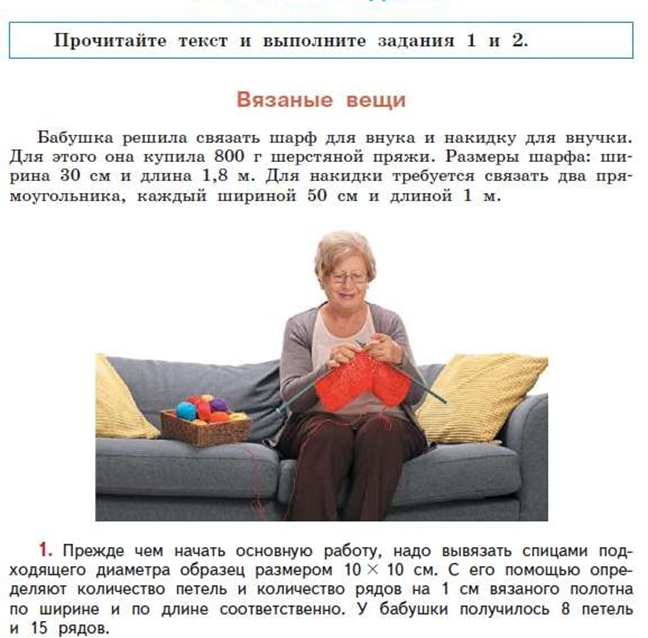 Прочитайте текст и выполните задания 1 и 2.
Вязаные вещи
Бабушка решила связать шарф для внука и накидку для внучки.
Для этого она купила 800 г шерстяной пряжи. Размеры шарфа: ши-
рина 30 см и длина 1,8 м. Для накидки требуется связать два пря-
моугольника, каждый шириной 50 см и длиной 1 м.
1. Прежде чем начать основную работу, надо вывязать спицами под-
ходящего диаметра образец размером 10 × 10 см. С его помощью опре-
деляют количество петель и количество рядов на 1 см вязаного полотна
по ширине и по длине соответственно. У бабушки получилось 8 петель
и 15 рядов.